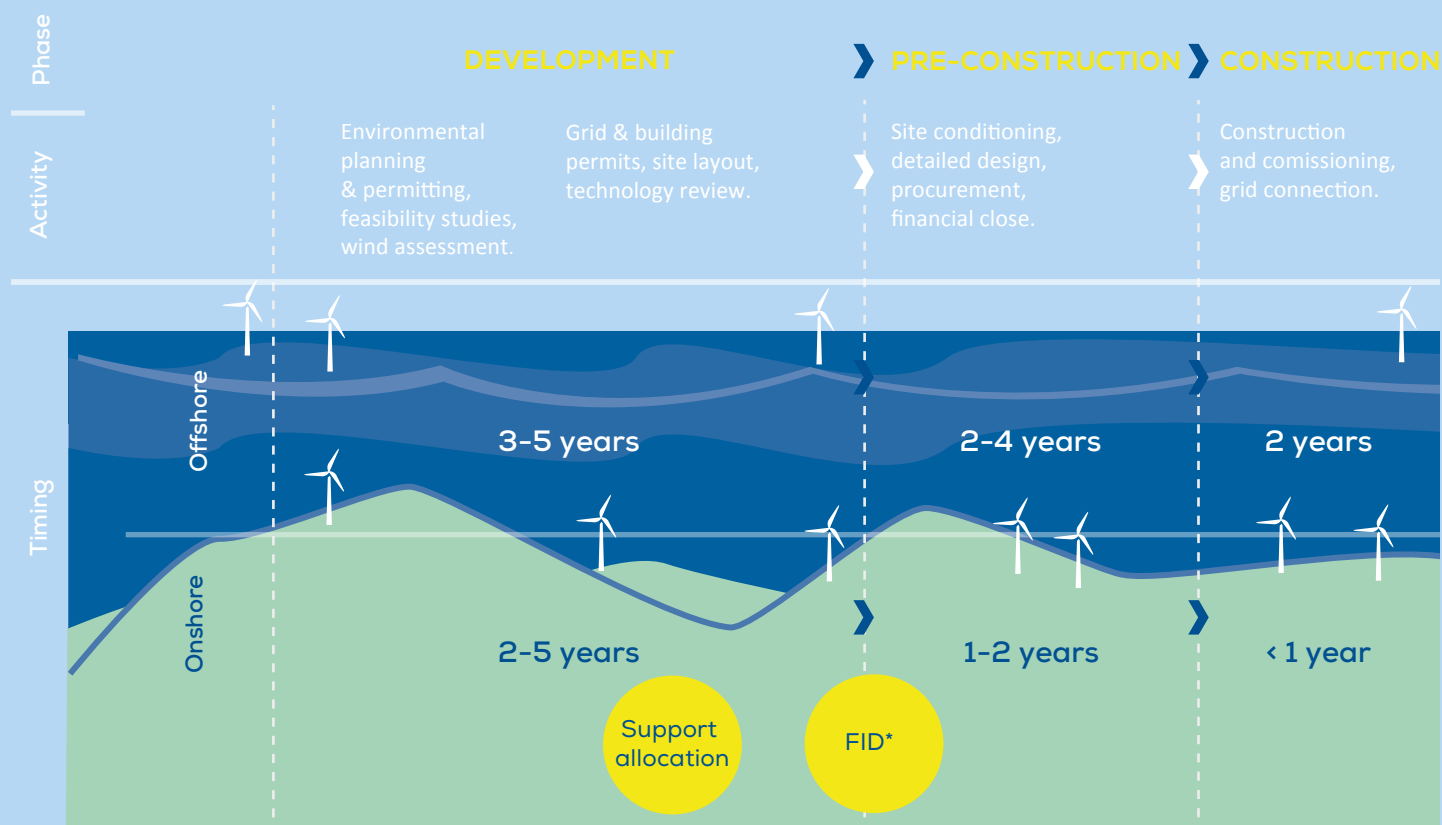 Phase
DEVELOPMENT
PRE-CONSTRUCTION
CONSTRUCTION
Activity
Environmental
planning
& permitting,
feasibility studies,
wind assessment.
Grid & building
permits, site layout,
technology review.
Site conditioning,
detailed design,
procurement,
financial close.
Construction
and comissioning,
grid connection.
Timing
Offshore
3-5 years
2-4 years
2 years
Onshore
2-5 years
1-2 years
< 1 year
Support
allocation
FID*